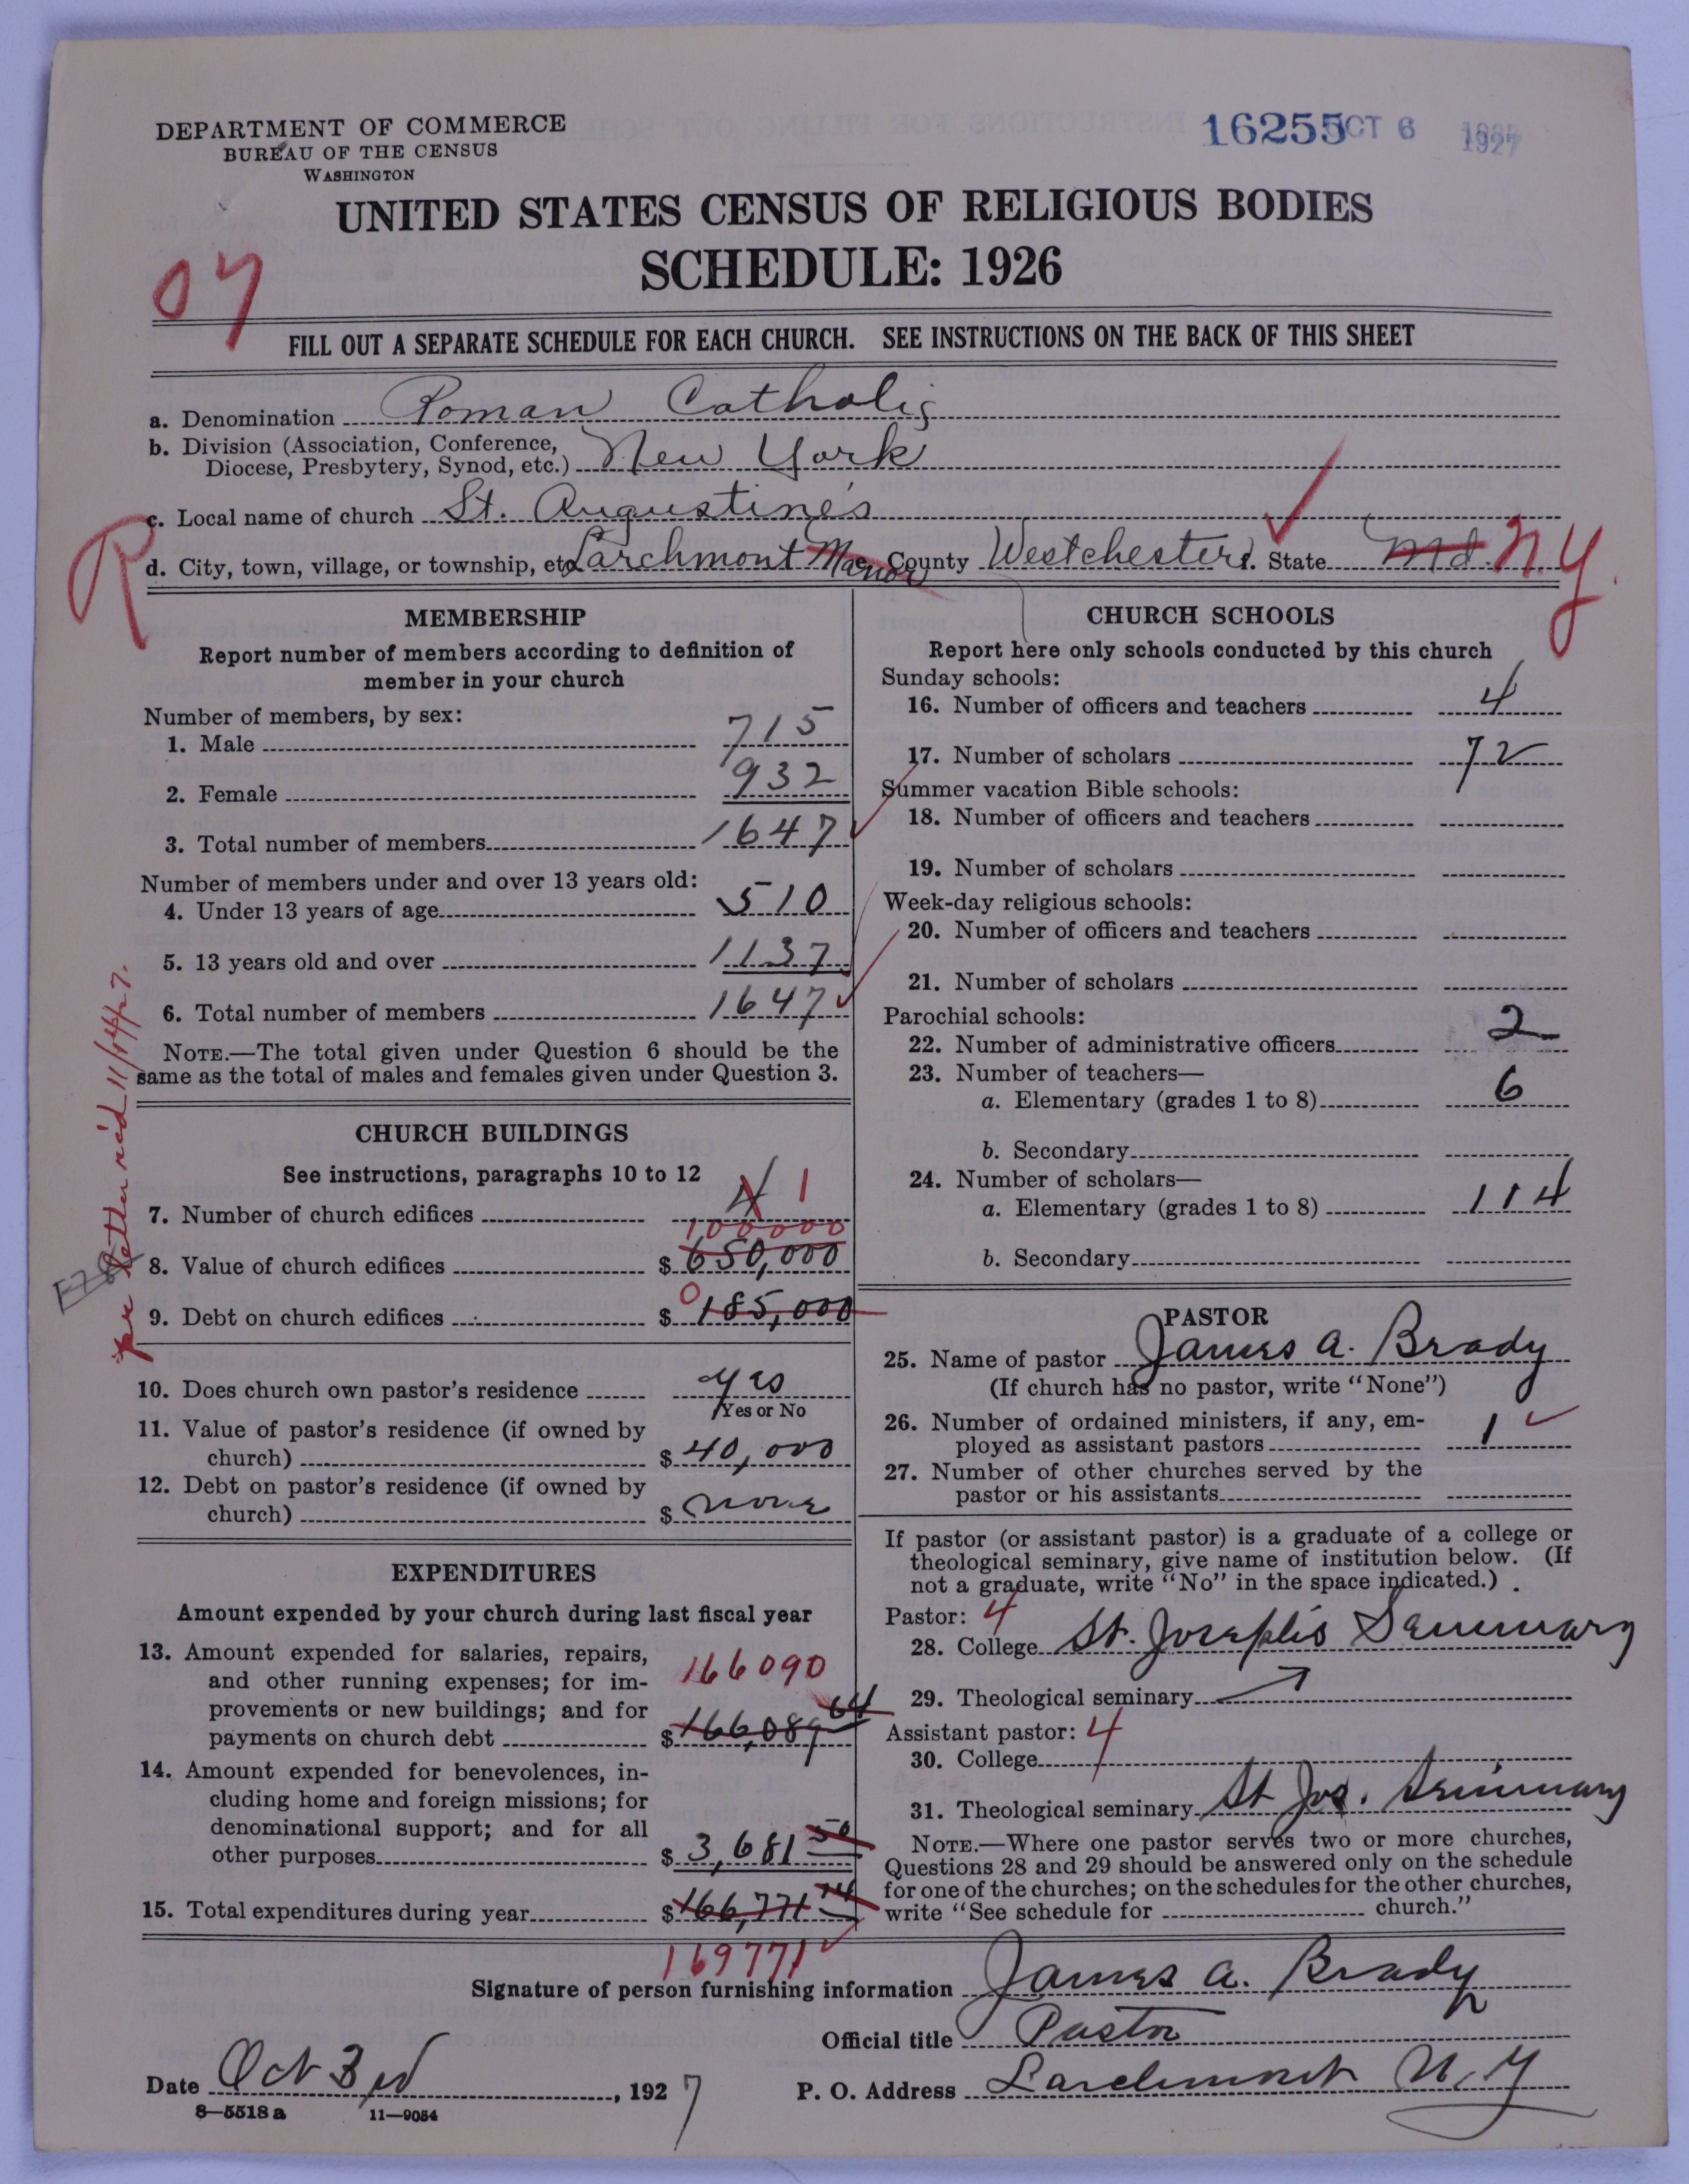 DEPARTMENT OF COMMERCE
BUREAU OF THE CENSUS
WASHINGTON
16255 OCT 6 1927
UNITED STATES CENSUS OF RELIGIOUS BODIES
SCHEDULE: 1926
07
FILL OUT A SEPARATE SCHEDULE FOR EACH CHURCH. SEE INSTRUCTIONS ON THE BACK OF THIS SHEET
a. Denomination Roman Catholic
b. Division (Association, Conference,
Diocese, Presbytery, Synod, etc.) New York
c. Local name of church St. Augustine's
R
d. City, town, village, or township, etc. Larchmont Manor County Westchester State Md. N.Y.
MEMBERSHIP
Report number of members according to definition of
member in your church
Number of members, by sex:
1. Male 715
2. Female 932
3. Total number of members 1647
Number of members under and over 13 years old:
4. Under 13 years of age 510
5. 13 years old and over 1137
6. Total number of members 1647
NOTE.—The total given under Question 6 should be the
same as the total of males and females given under Question 3.
CHURCH BUILDINGS
See instructions, paragraphs 10 to 12
7. Number of church edifices 4 1
100,000
8. Value of church edifices $ 650,000
9. Debt on church edifices $ 0 185,000
per letter rec'd 11/14/27.
10. Does church own pastor's residence yes
Yes or No
11. Value of pastor's residence (if owned by
church) $ 40,000
12. Debt on pastor's residence (if owned by
church) $ none
EXPENDITURES
Amount expended by your church during last fiscal year
13. Amount expended for salaries, repairs,
and other running expenses; for im-
166090
provements or new buildings; and for
payments on church debt $ 166,089 64
14. Amount expended for benevolences, in-
cluding home and foreign missions; for
denominational support; and for all
other purposes $ 3,681 50
15. Total expenditures during year $ 166,771 14
169771
CHURCH SCHOOLS
Report here only schools conducted by this church
Sunday schools:
16. Number of officers and teachers 4
17. Number of scholars 72
Summer vacation Bible schools:
18. Number of officers and teachers
19. Number of scholars
Week-day religious schools:
20. Number of officers and teachers
21. Number of scholars
Parochial schools:
22. Number of administrative officers 2
23. Number of teachers—
a. Elementary (grades 1 to 8) 6
b. Secondary
24. Number of scholars—
a. Elementary (grades 1 to 8) 114
b. Secondary
PASTOR
25. Name of pastor James A. Brady
(If church has no pastor, write "None")
26. Number of ordained ministers, if any, em-
ployed as assistant pastors 1
27. Number of other churches served by the
pastor or his assistants
If pastor (or assistant pastor) is a graduate of a college or
theological seminary, give name of institution below. (If
not a graduate, write "No" in the space indicated.)
Pastor: 4
28. College St. Joseph's Seminary
29. Theological seminary
Assistant pastor: 4
30. College
31. Theological seminary St Jos. Seminary
NOTE.—Where one pastor serves two or more churches,
Questions 28 and 29 should be answered only on the schedule
for one of the churches; on the schedules for the other churches,
write "See schedule for church."
Signature of person furnishing information James A. Brady
Official title Pastor
Date Oct 3rd, 1927
P. O. Address Larchmont N.Y
8—5518 a 11—9054